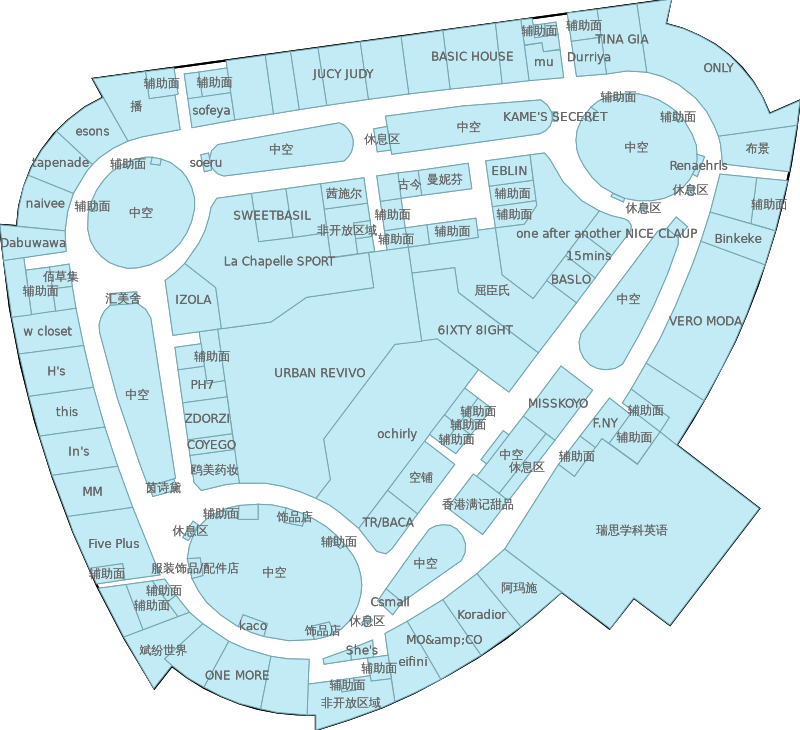 辅助面
辅助面
TINA GIA
BASIC HOUSE
Durriya
mu
ONLY
JUCY JUDY
辅助面
辅助面
播
sofeya
辅助面
辅助面
KAME'S SECERET
esons
中空
休息区
中空
中空
布景
tapenade
辅助面
soeru
Renaehrls
EBLIN
古今
曼妮芬
休息区
naivee
辅助面
中空
茜施尔
辅助面
休息区
辅助面
SWEETBASIL
辅助面
辅助面
非开放区域
辅助面
辅助面
one after another
NICE CLAUP
Binkeke
Dabuwawa
La Chapelle SPORT
15mins
佰草集
辅助面
BASLO
屈臣氏
汇美舍
IZOLA
中空
VERO MODA
w closet
6IXTY 8IGHT
辅助面
H's
URBAN REVIVO
PH7
中空
this
ZDORZI
MISSKOYO
辅助面
辅助面
F.NY
辅助面
ochirly
辅助面
辅助面
In's
COYEGO
中空
辅助面
休息区
鸥美药妆
空铺
MM
茵诗黛
香港满记甜品
辅助面
饰品店
TR/BACA
休息区
瑞思学科英语
Five Plus
辅助面
服装饰品/配件店
中空
中空
辅助面
阿玛施
辅助面
辅助面
Csmall
Koradior
kaco
饰品店
休息区
MO&amp;CO
斌纷世界
She's
eifini
辅助面
ONE MORE
辅助面
非开放区域